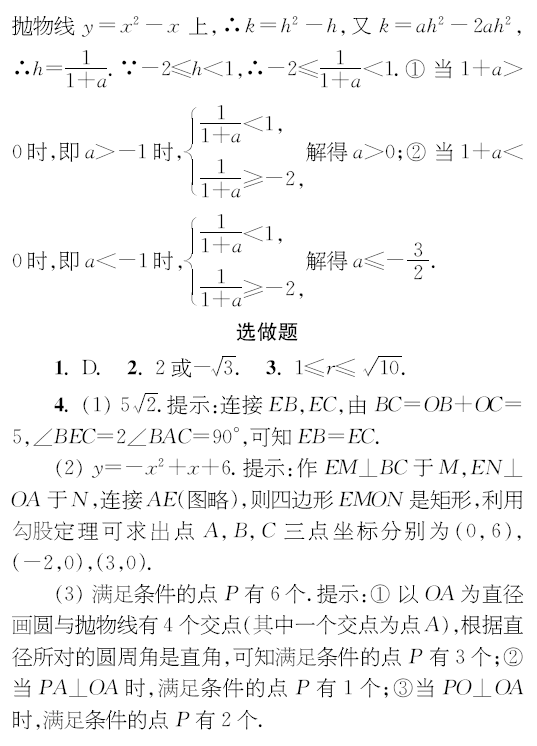 抛物线 y=x²-x 上,∴k=h²-h,又 k=ah²-2ah²,
∴h=1/(1+a).∵-2≤h<1,∴-2≤1/(1+a)<1.① 当 1+a>
0 时,即 a>-1 时,{1/(1+a)<1, 1/(1+a)≥-2, 解得 a>0;② 当 1+a<
0 时,即 a<-1 时,{1/(1+a)<1, 1/(1+a)≥-2, 解得 a≤-3/2.
选做题
1. D. 2. 2 或-√3. 3. 1≤r≤√10.
4. (1) 5√2.提示:连接 EB,EC,由 BC=OB+OC=
5,∠BEC=2∠BAC=90°,可知 EB=EC.
(2) y=-x²+x+6.提示:作 EM⊥BC 于 M,EN⊥
OA 于 N,连接 AE(图略),则四边形 EMON 是矩形,利用
勾股定理可求出点 A, B, C 三点坐标分别为(0, 6),
(-2,0),(3,0).
(3) 满足条件的点 P 有 6 个.提示:① 以 OA 为直径
画圆与抛物线有 4 个交点(其中一个交点为点 A),根据直
径所对的圆周角是直角,可知满足条件的点 P 有 3 个;②
当 PA⊥OA 时,满足条件的点 P 有 1 个;③当 PO⊥OA
时,满足条件的点 P 有 2 个.